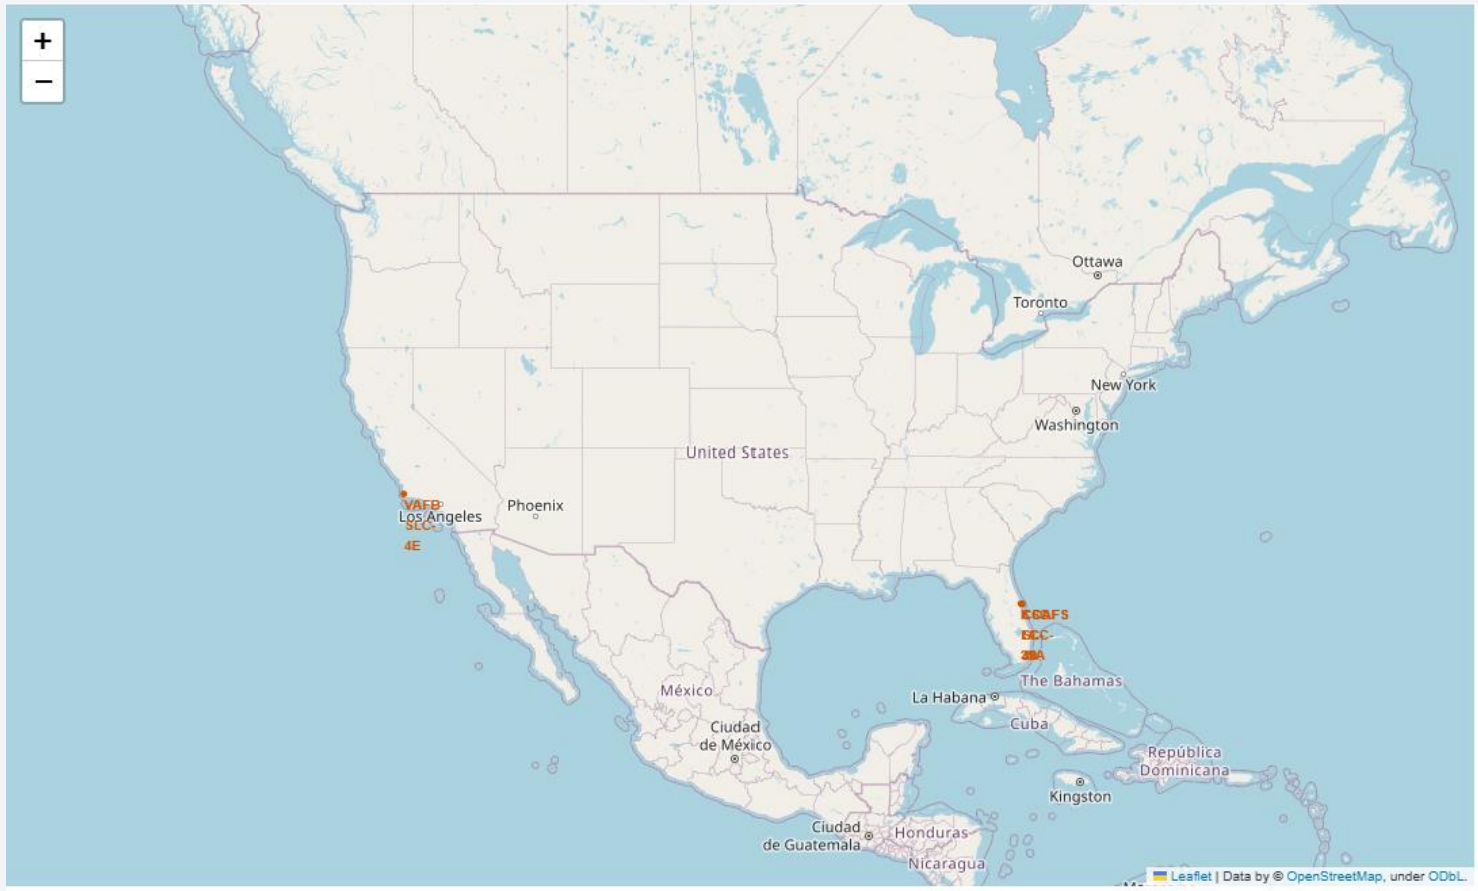 +
−
Ottawa
Toronto
New York
Washington
United States
Phoenix
VAFB
Los Angeles
SLC-
4E
The Bahamas
La Habana
México
Cuba
Ciudad
de México
República
Dominicana
Kingston
Ciudad
de Guatemala
Honduras
Nicaragua
Leaflet | Data by © OpenStreetMap, under ODbL.